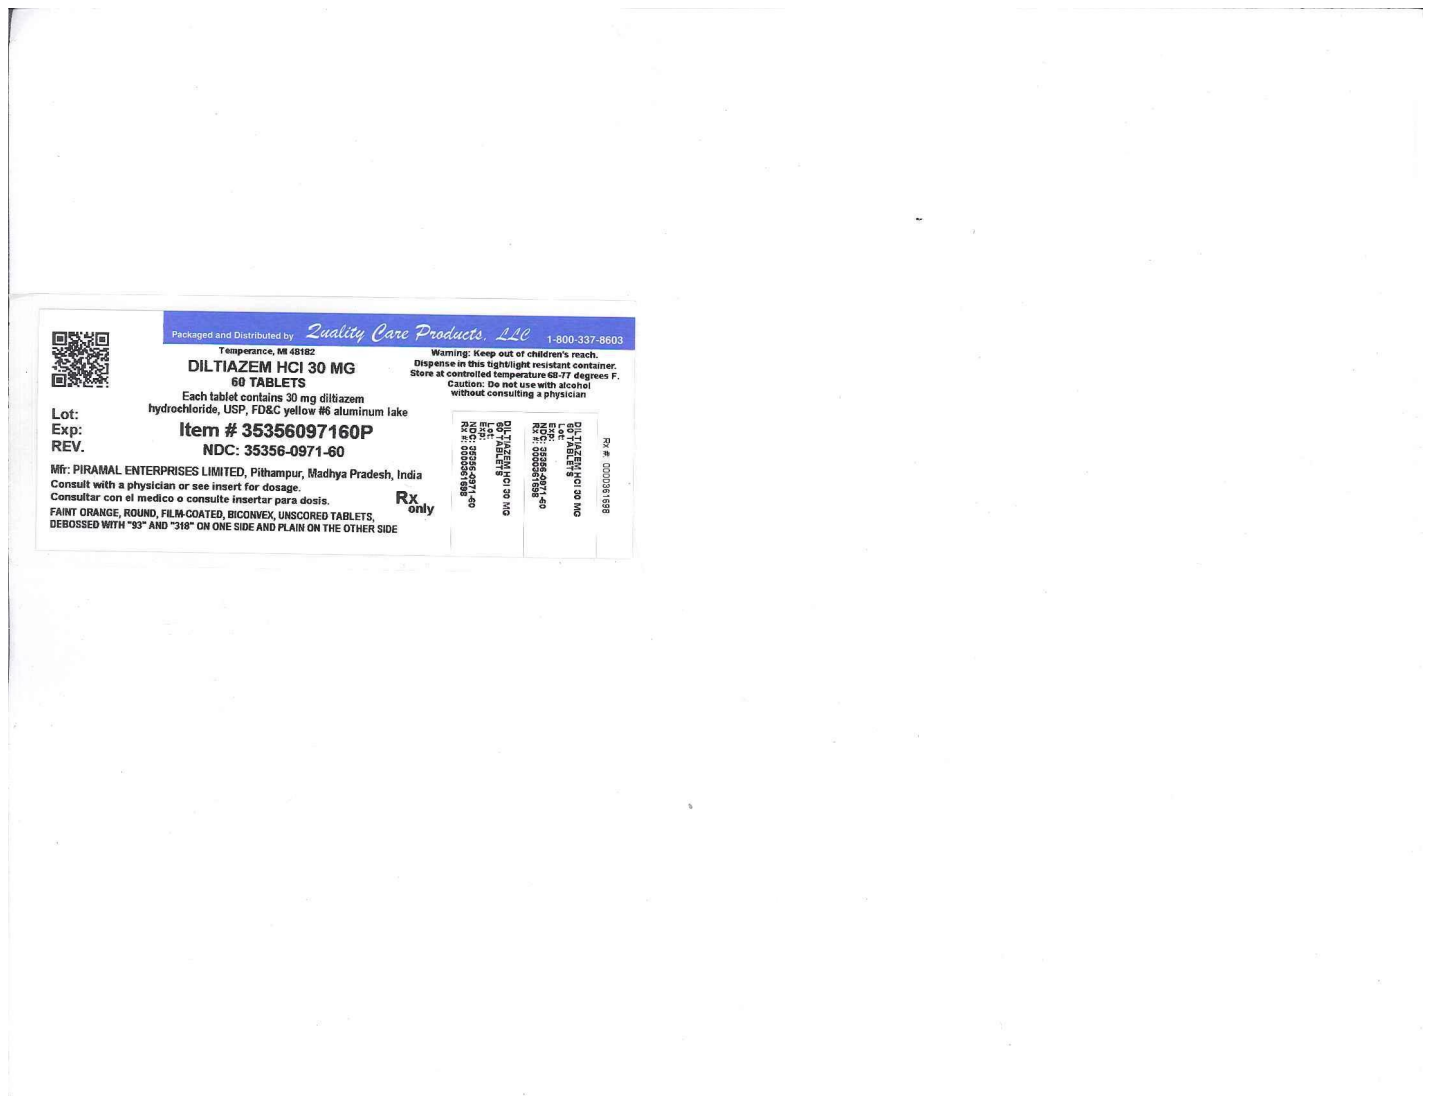 Packaged and Distributed by Quality Care Products, LLC 1-800-337-8603
Temperance, MI 48182
DILTIAZEM HCI 30 MG
60 TABLETS
Each tablet contains 30 mg diltiazem
hydrochloride, USP, FD&C yellow #6 aluminum lake
Item # 35356097160P
NDC: 35356-0971-60
Warning: Keep out of children's reach.
Dispense in this tight/light resistant container.
Store at controlled temperature 68-77 degrees F.
Caution: Do not use with alcohol
without consulting a physician
Lot:
Exp:
REV.
Mfr: PIRAMAL ENTERPRISES LIMITED, Pithampur, Madhya Pradesh, India
Consult with a physician or see insert for dosage.
Consultar con el medico o consulte insertar para dosis.
Rx only
FAINT ORANGE, ROUND, FILM-COATED, BICONVEX, UNSCORED TABLETS,
DEBOSSED WITH "93" AND "318" ON ONE SIDE AND PLAIN ON THE OTHER SIDE
DILTIAZEM HCI 30 MG
60 TABLETS
Lot:
Exp:
NDC: 35356-0971-60
Rx #: 0000361698
DILTIAZEM HCI 30 MG
60 TABLETS
Lot:
Exp:
NDC: 35356-0971-60
Rx #: 0000361698
Rx #: 0000361698